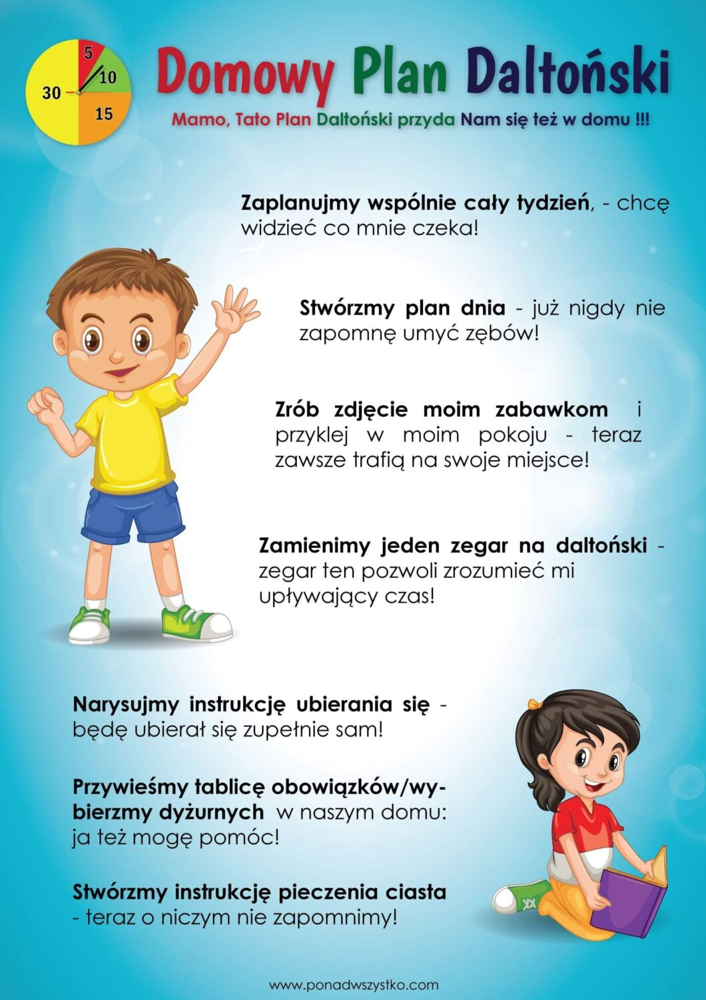 5
10
30
15
Domowy Plan Daltoński
Mamo, Tato Plan Daltoński przyda Nam się też w domu !!!
Zaplanujmy wspólnie cały tydzień, - chcę
widzieć co mnie czeka!
Stwórzmy plan dnia - już nigdy nie
zapomnę umyć zębów!
Zrób zdjęcie moim zabawkom i
przyklej w moim pokoju - teraz
zawsze trafią na swoje miejsce!
Zamienimy jeden zegar na daltoński -
zegar ten pozwoli zrozumieć mi
upływający czas!
Narysujmy instrukcję ubierania się -
będę ubierał się zupełnie sam!
Przywieśmy tablicę obowiązków/wy-
bierzmy dyżurnych w naszym domu:
ja też mogę pomóc!
Stwórzmy instrukcję pieczenia ciasta
- teraz o niczym nie zapomnimy!
www.ponadwszystko.com